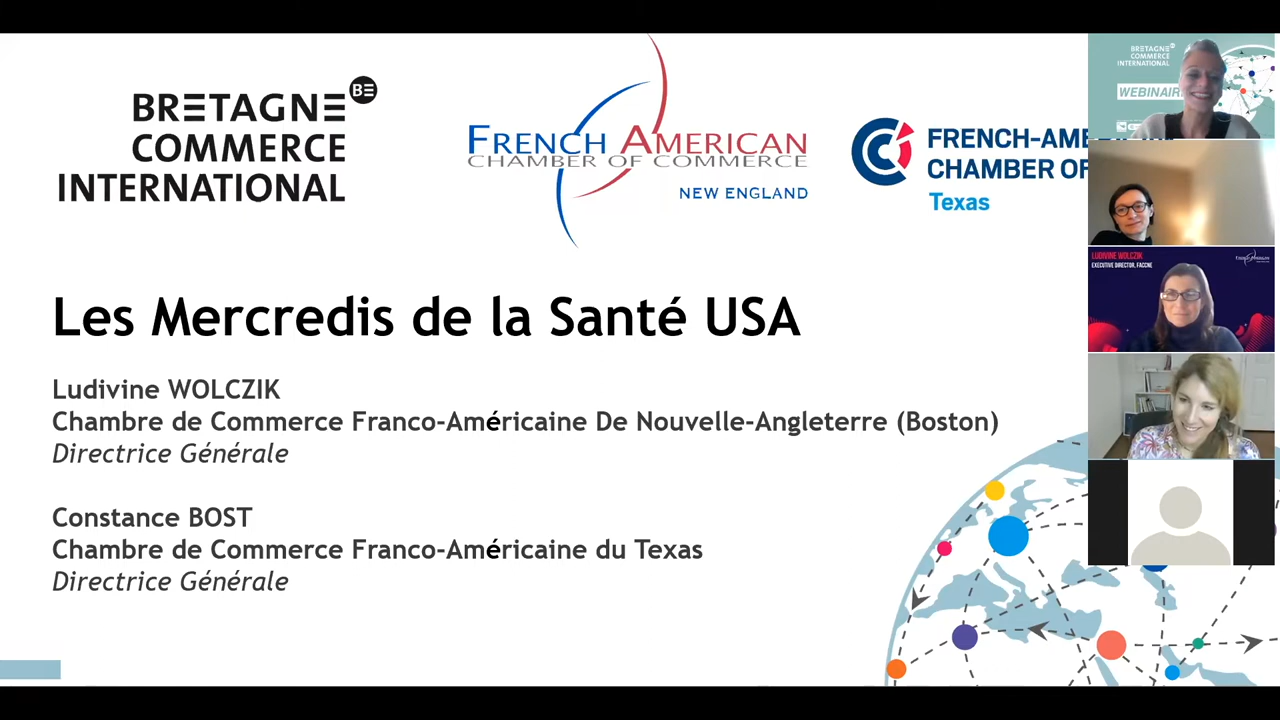 BRETAGNE BE
COMMERCE
INTERNATIONAL
FRENCH AMERICAN
CHAMBER OF COMMERCE
NEW ENGLAND
FRENCH-AME
CHAMBER OF
Texas
Les Mercredis de la Santé USA
Ludivine WOLCZIK
Chambre de Commerce Franco-Américaine De Nouvelle-Angleterre (Boston)
Directrice Générale
Constance BOST
Chambre de Commerce Franco-Américaine du Texas
Directrice Générale
BRETAGNE
COMMERCE
INTERNATIONAL
WEBINAIR
LUDIVINE WOLCZIK
EXECUTIVE DIRECTOR, FACCNE